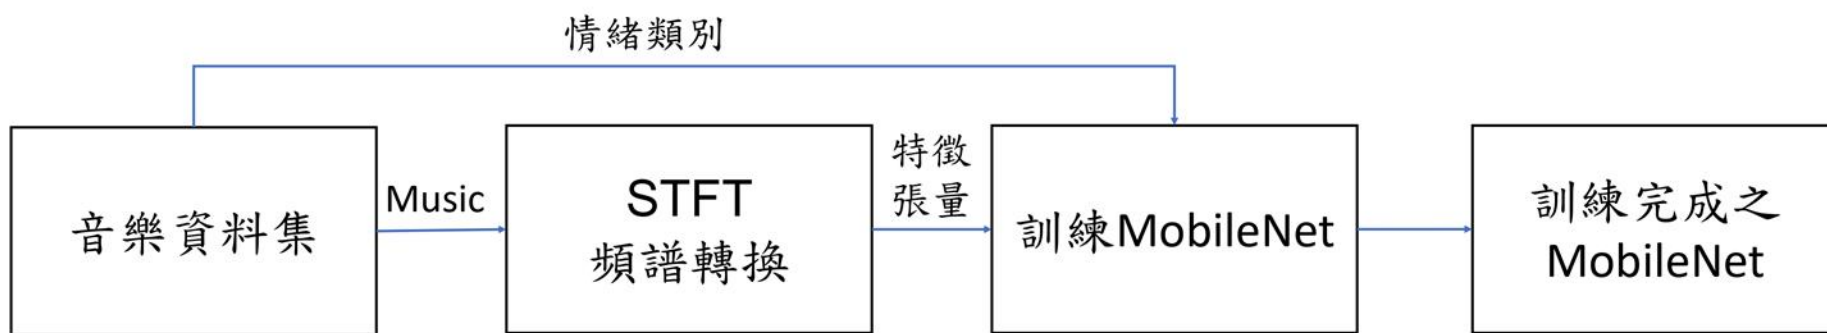 情緒類別
音樂資料集
Music
STFT
頻譜轉換
特徵
張量
訓練MobileNet
訓練完成之
MobileNet